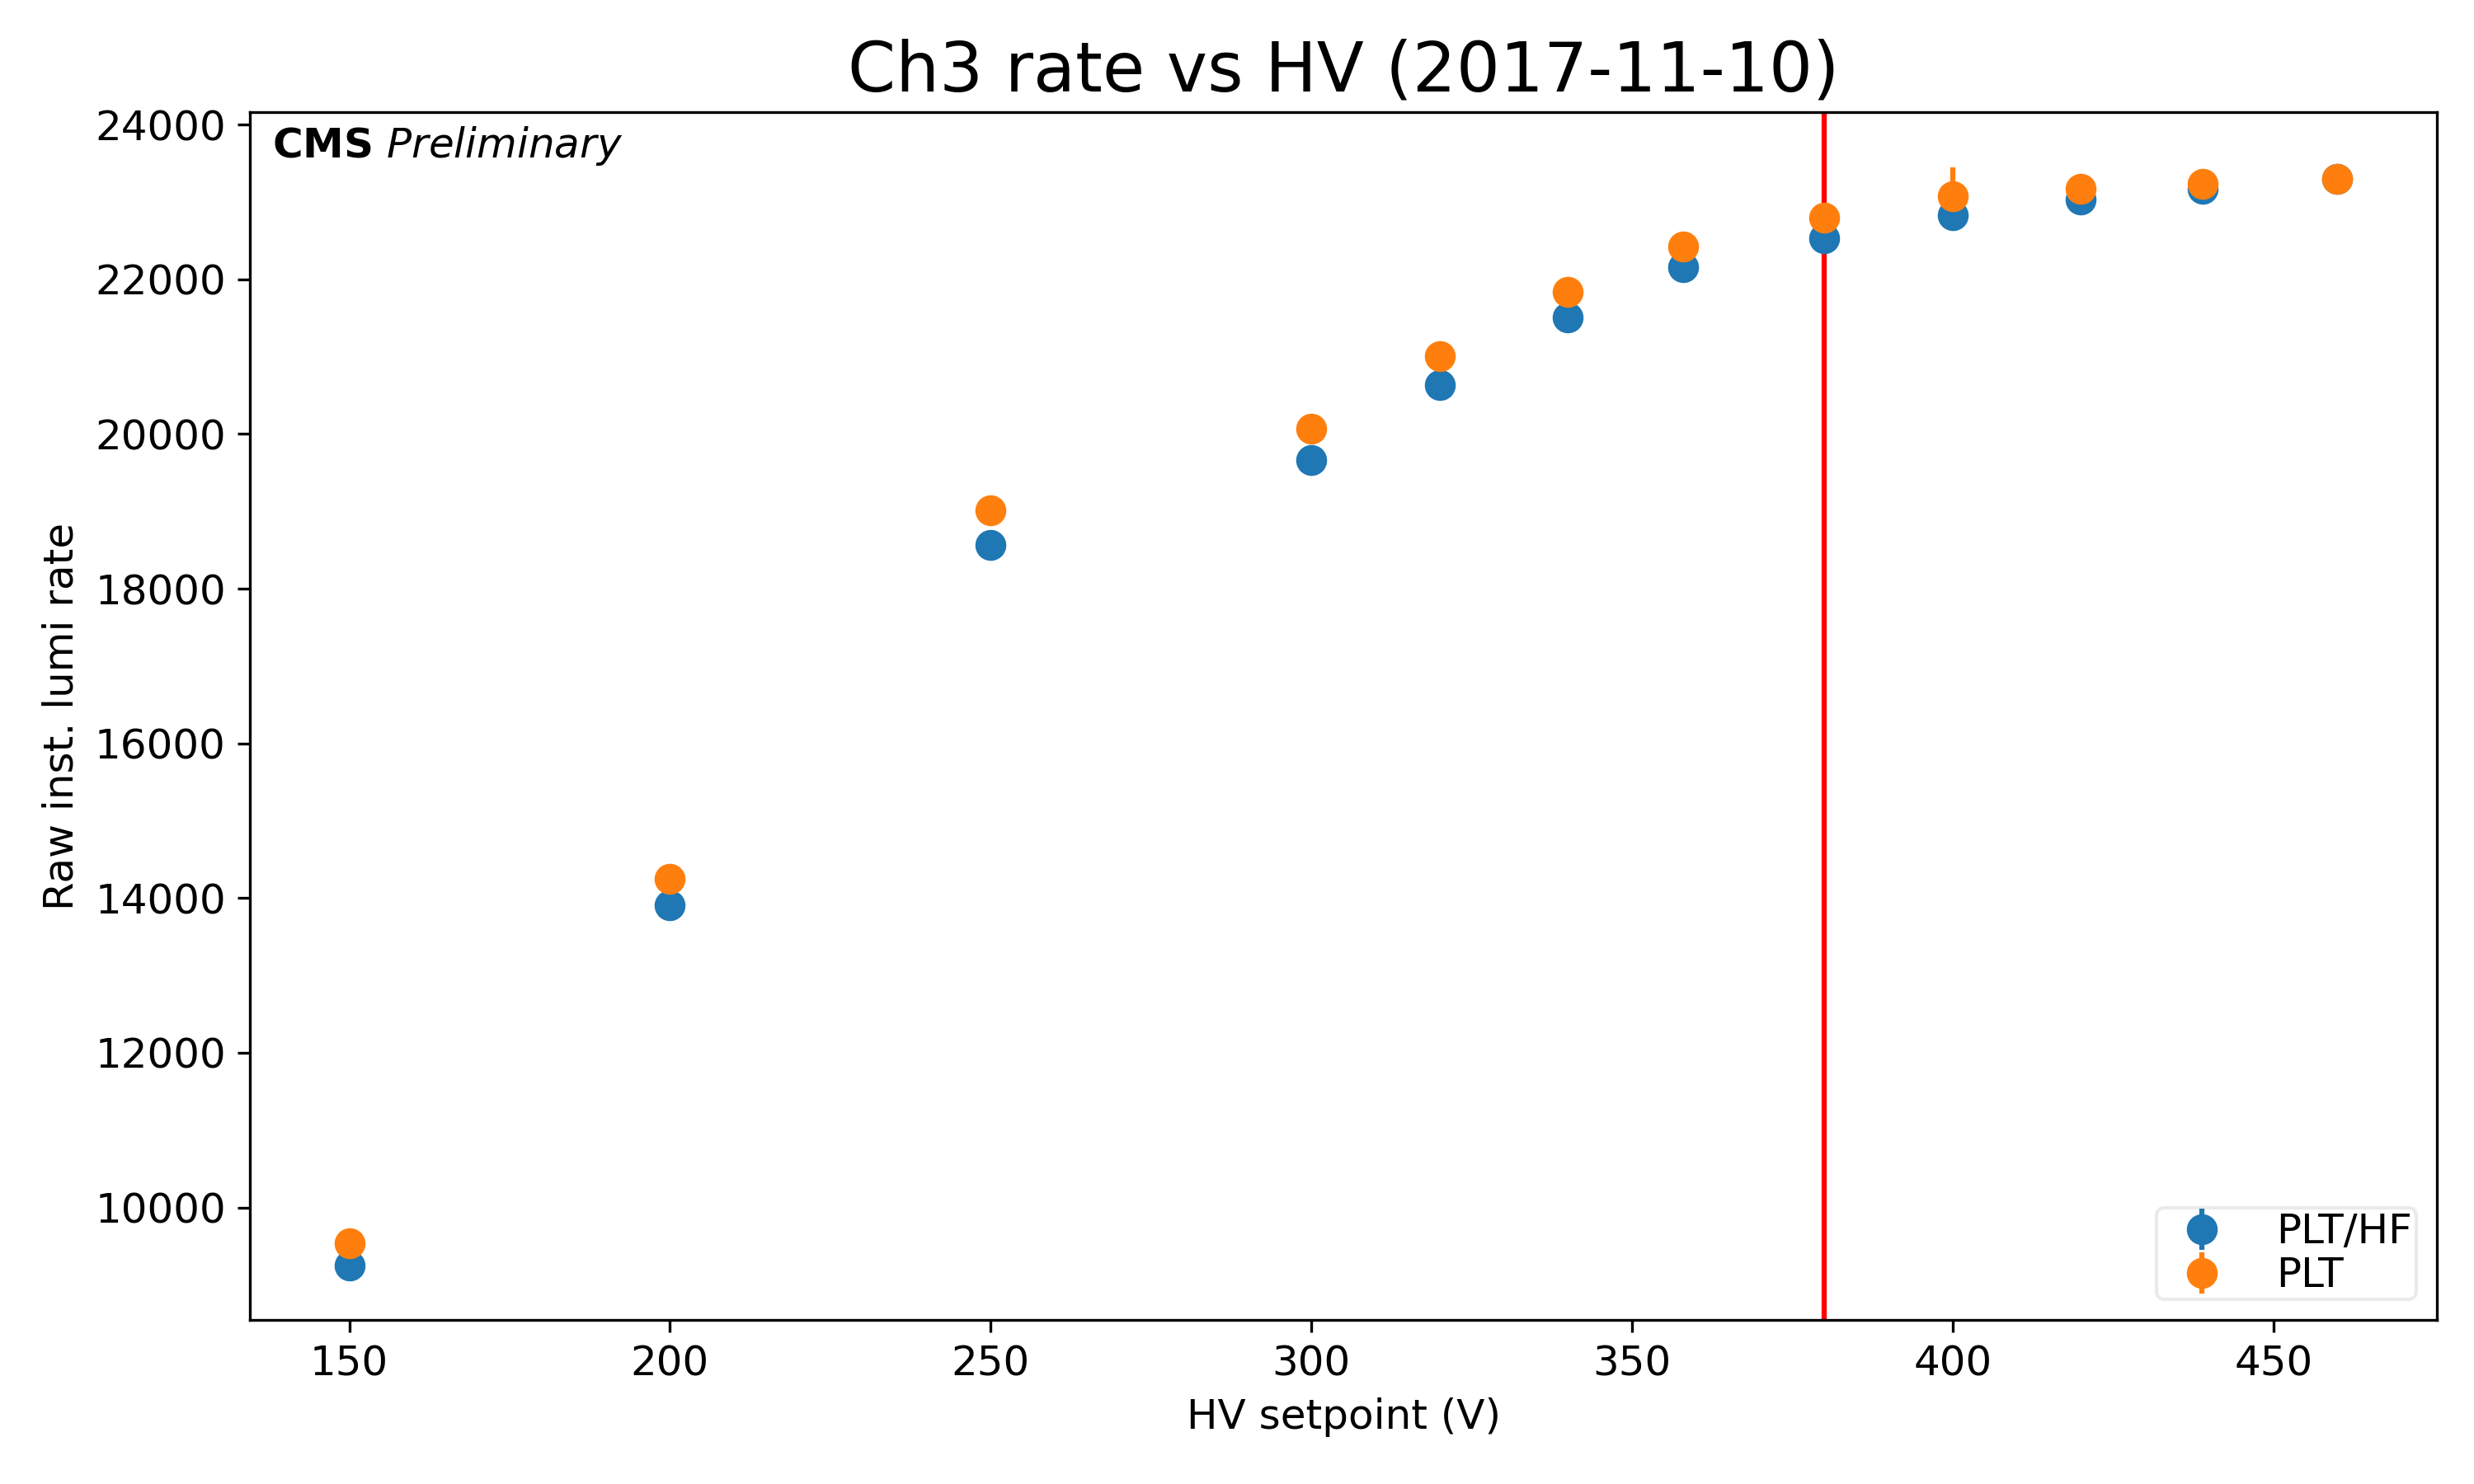 Ch3 rate vs HV (2017-11-10)
CMS Preliminary
24000
22000
20000
18000
16000
14000
12000
10000
Raw inst. lumi rate
PLT/HF
PLT
150 200 250 300 350 400 450
HV setpoint (V)